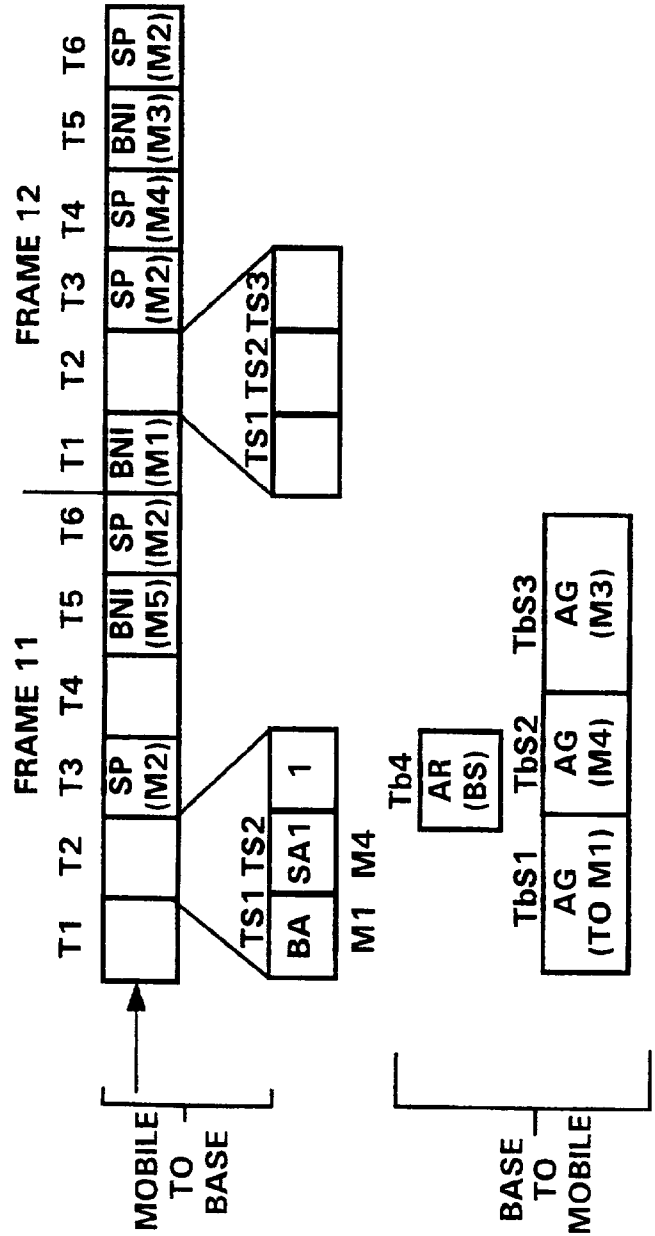 FRAME 11
FRAME 12
T1 T2 T3 T4 T5 T6 T1 T2 T3 T4 T5 T6
MOBILE TO BASE
SP (M2)
BNI (M5)
SP (M2)
BNI (M1)
SP (M2)
SP (M4)
BNI (M3)
SP (M2)
TS1 TS2
BA SA1 1
M1 M4
TS1 TS2 TS3
BASE TO MOBILE
Tb4
AR (BS)
TbS1 TbS2 TbS3
AG (TO M1)
AG (M4)
AG (M3)